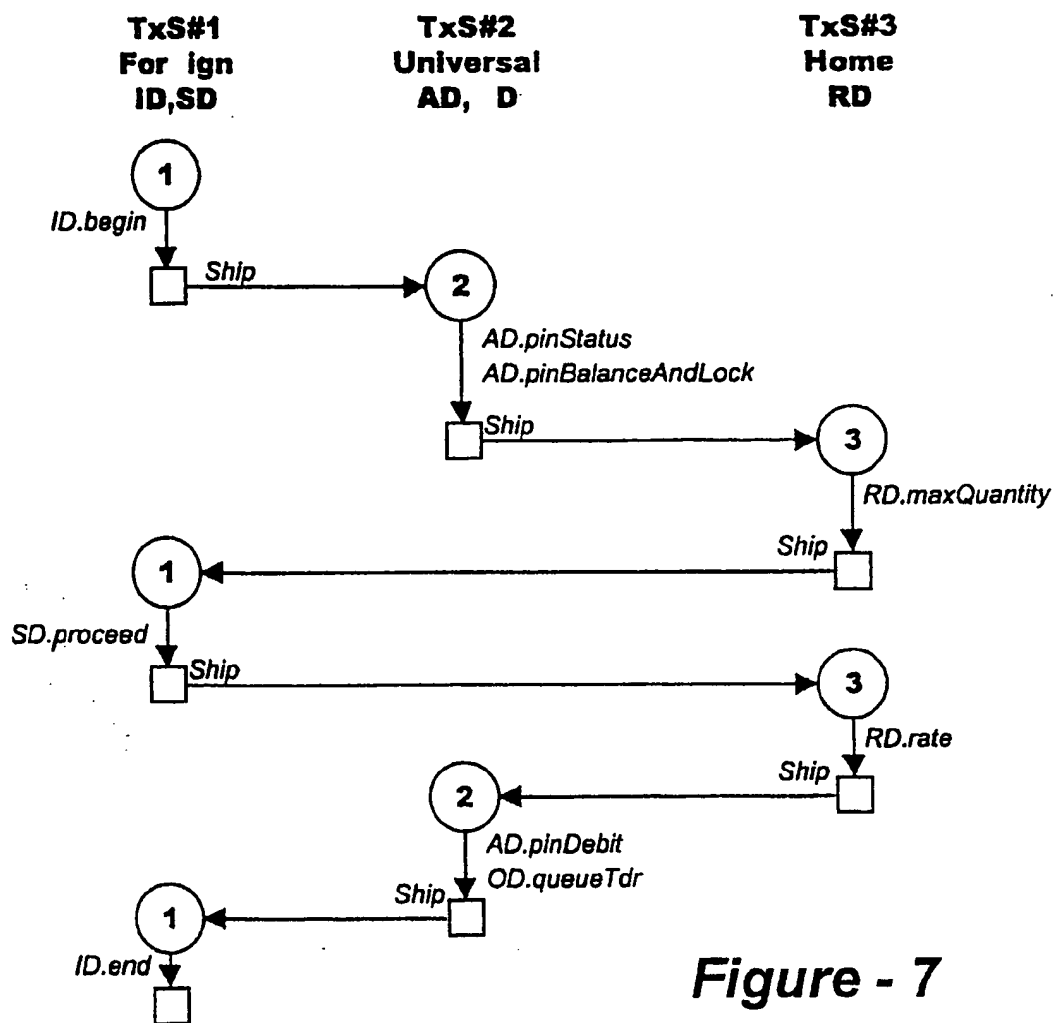 TxS#1
For ign
ID,SD
TxS#2
Universal
AD, D
TxS#3
Home
RD
1
ID.begin
Ship
2
AD.pinStatus
AD.pinBalanceAndLock
Ship
3
RD.maxQuantity
Ship
1
SD.proceed
Ship
3
RD.rate
Ship
2
AD.pinDebit
OD.queueTdr
Ship
1
ID.end
Figure - 7